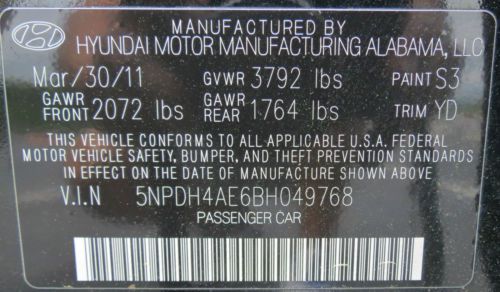 MANUFACTURED BY
HYUNDAI MOTOR MANUFACTURING ALABAMA, LLC
Mar/30/11 GVWR 3792 lbs PAINT S3
GAWR FRONT 2072 lbs GAWR REAR 1764 lbs TRIM YD
THIS VEHICLE CONFORMS TO ALL APPLICABLE U.S.A. FEDERAL
MOTOR VEHICLE SAFETY, BUMPER, AND THEFT PREVENTION STANDARDS
IN EFFECT ON THE DATE OF MANUFACTURE SHOWN ABOVE
V.I.N 5NPDH4AE6BH049768
PASSENGER CAR